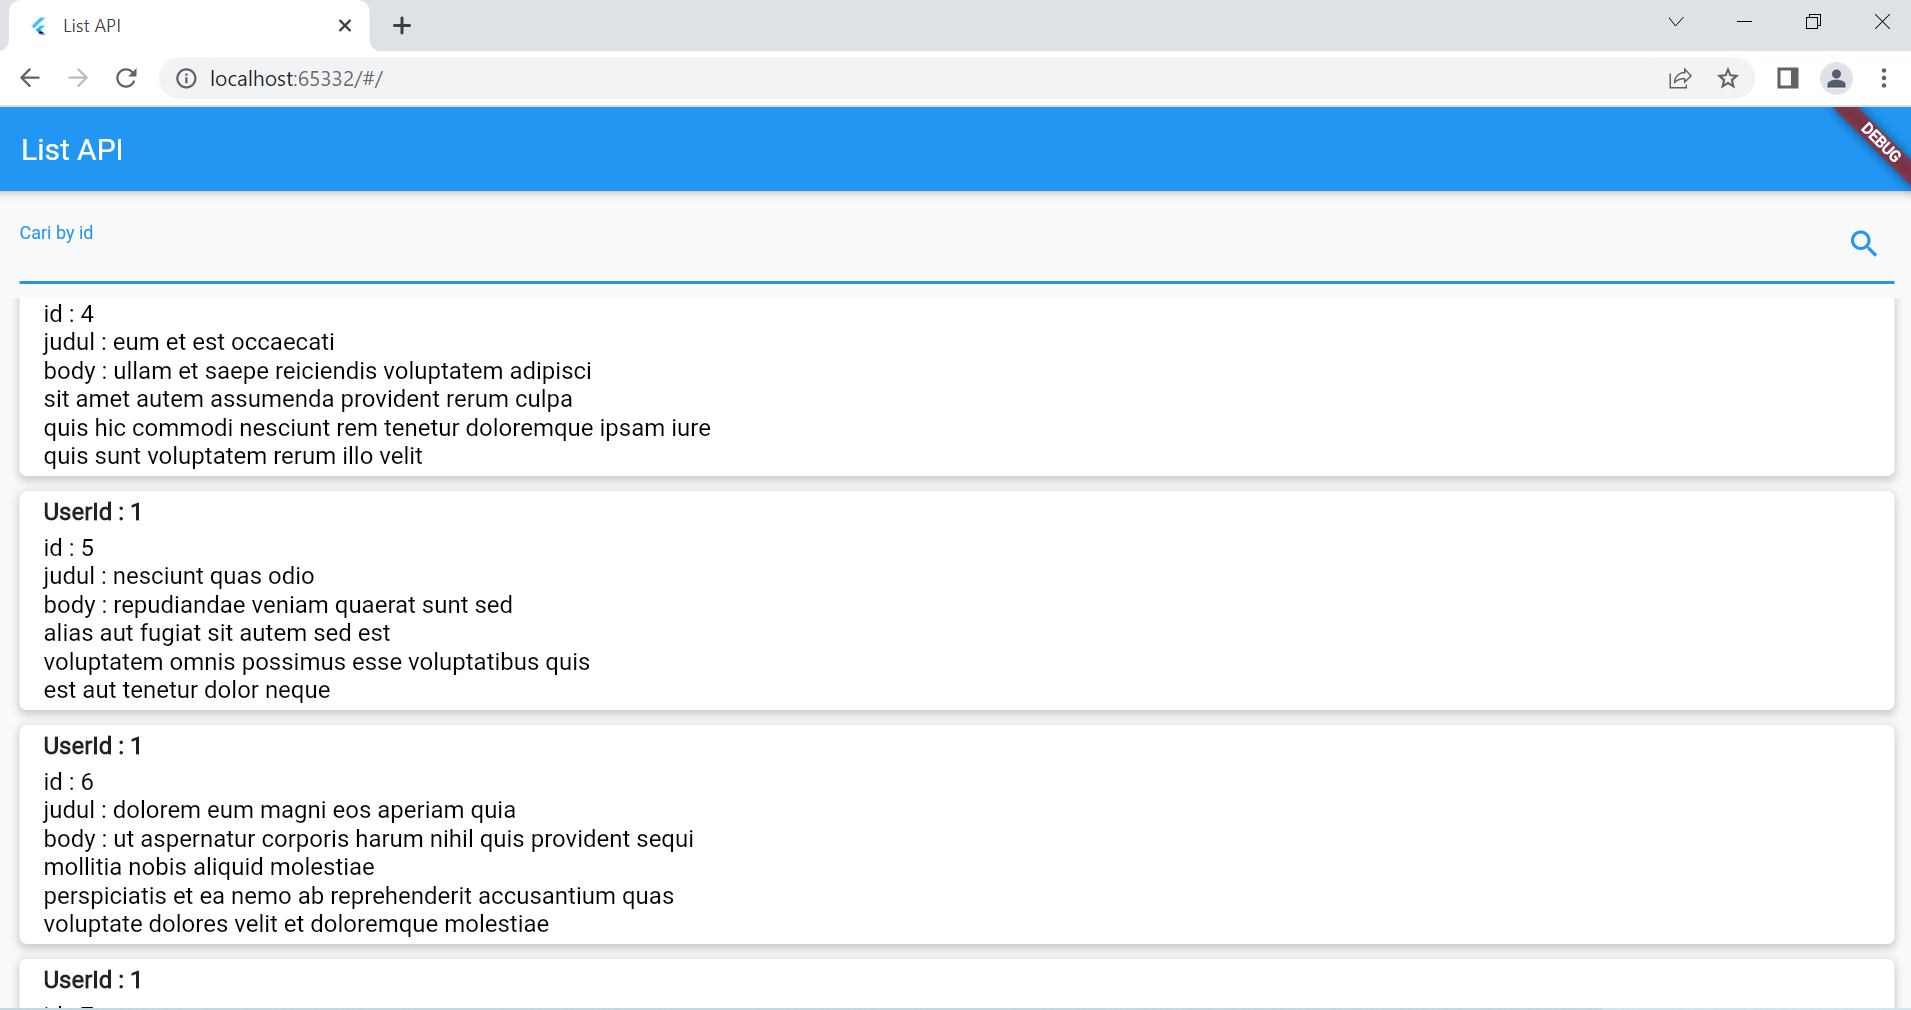 List API
localhost:65332/#/
List API
DEBUG
Cari by id
id : 4
judul : eum et est occaecati
body : ullam et saepe reiciendis voluptatem adipisci
sit amet autem assumenda provident rerum culpa
quis hic commodi nesciunt rem tenetur doloremque ipsam iure
quis sunt voluptatem rerum illo velit
UserId : 1
id : 5
judul : nesciunt quas odio
body : repudiandae veniam quaerat sunt sed
alias aut fugiat sit autem sed est
voluptatem omnis possimus esse voluptatibus quis
est aut tenetur dolor neque
UserId : 1
id : 6
judul : dolorem eum magni eos aperiam quia
body : ut aspernatur corporis harum nihil quis provident sequi
mollitia nobis aliquid molestiae
perspiciatis et ea nemo ab reprehenderit accusantium quas
voluptate dolores velit et doloremque molestiae
UserId : 1